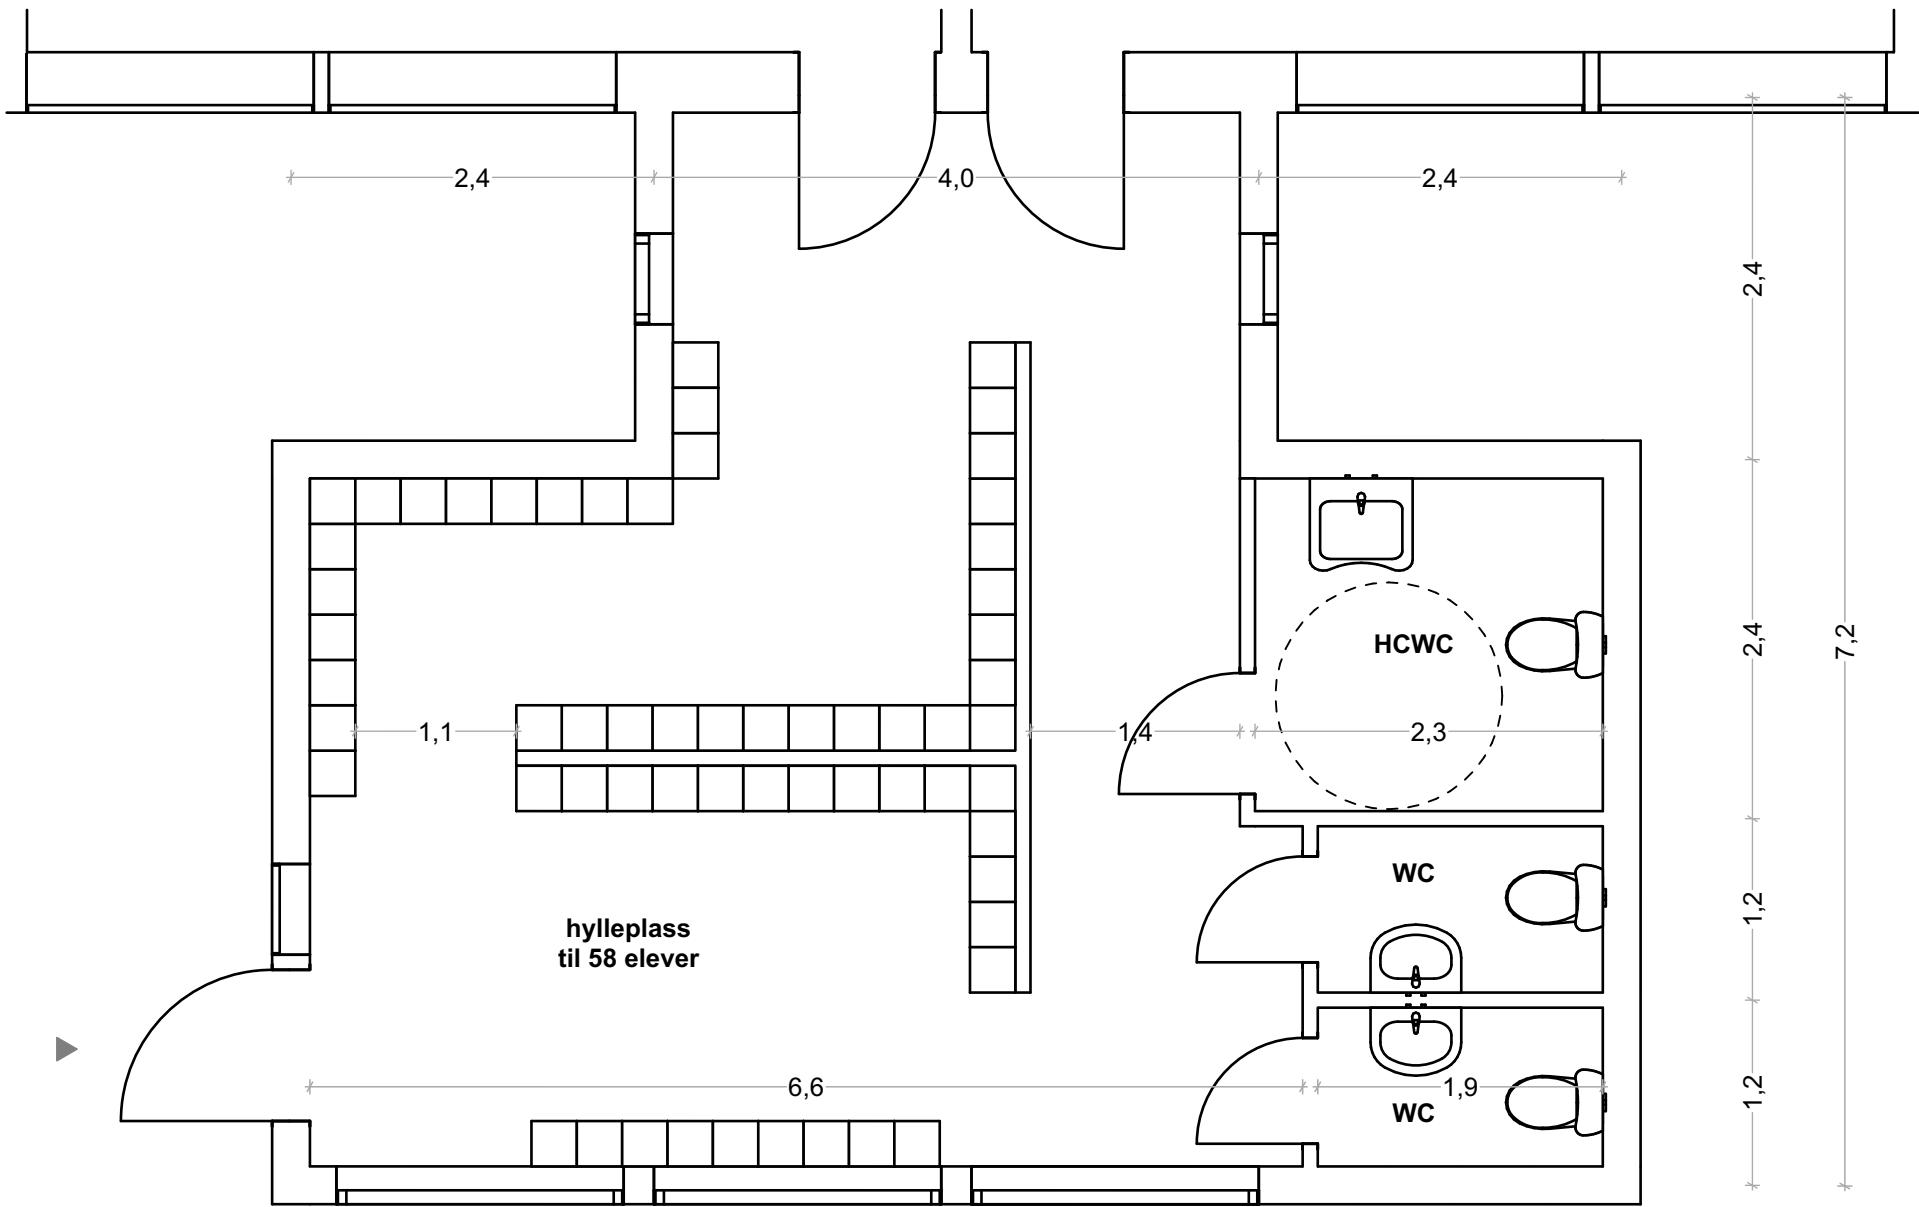 2,4
4,0
2,4
2,4
HCWC
2,4
7,2
1,1
1,4
2,3
WC
1,2
hylleplass
til 58 elever
6,6
1,9
1,2
WC